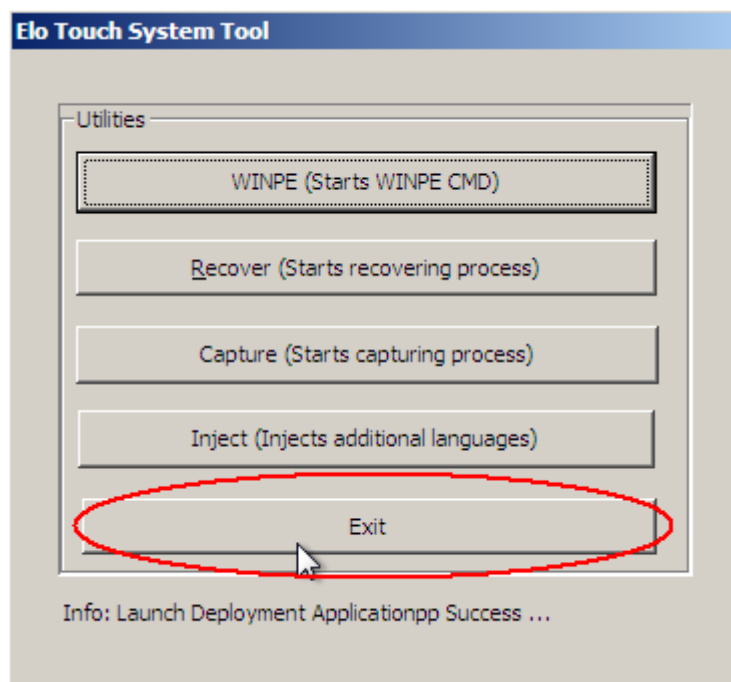 Elo Touch System Tool
Utilities
WINPE (Starts WINPE CMD)
Recover (Starts recovering process)
Capture (Starts capturing process)
Inject (Injects additional languages)
Exit
Info: Launch Deployment Applicationpp Success ...